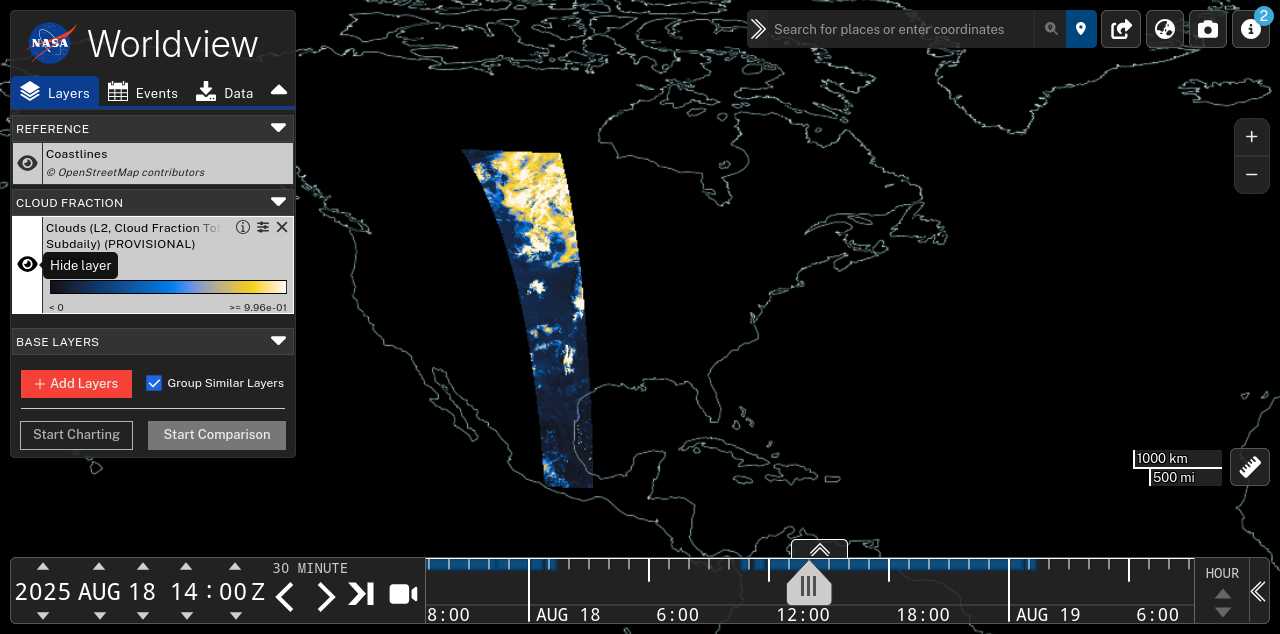 NASA Worldview
Search for places or enter coordinates
2
Layers
Events
Data
REFERENCE
Coastlines
© OpenStreetMap contributors
CLOUD FRACTION
Clouds (L2, Cloud Fraction
Subdaily) (PROVISIONAL)
Hide layer
< 0
>= 9.96e-01
BASE LAYERS
+ Add Layers
Group Similar Layers
Start Charting
Start Comparison
+
−
1000 km
500 mi
30 MINUTE
2025 AUG 18 14 : 00 Z
8:00
AUG 18
6:00
12:00
18:00
AUG 19
6:00
HOUR